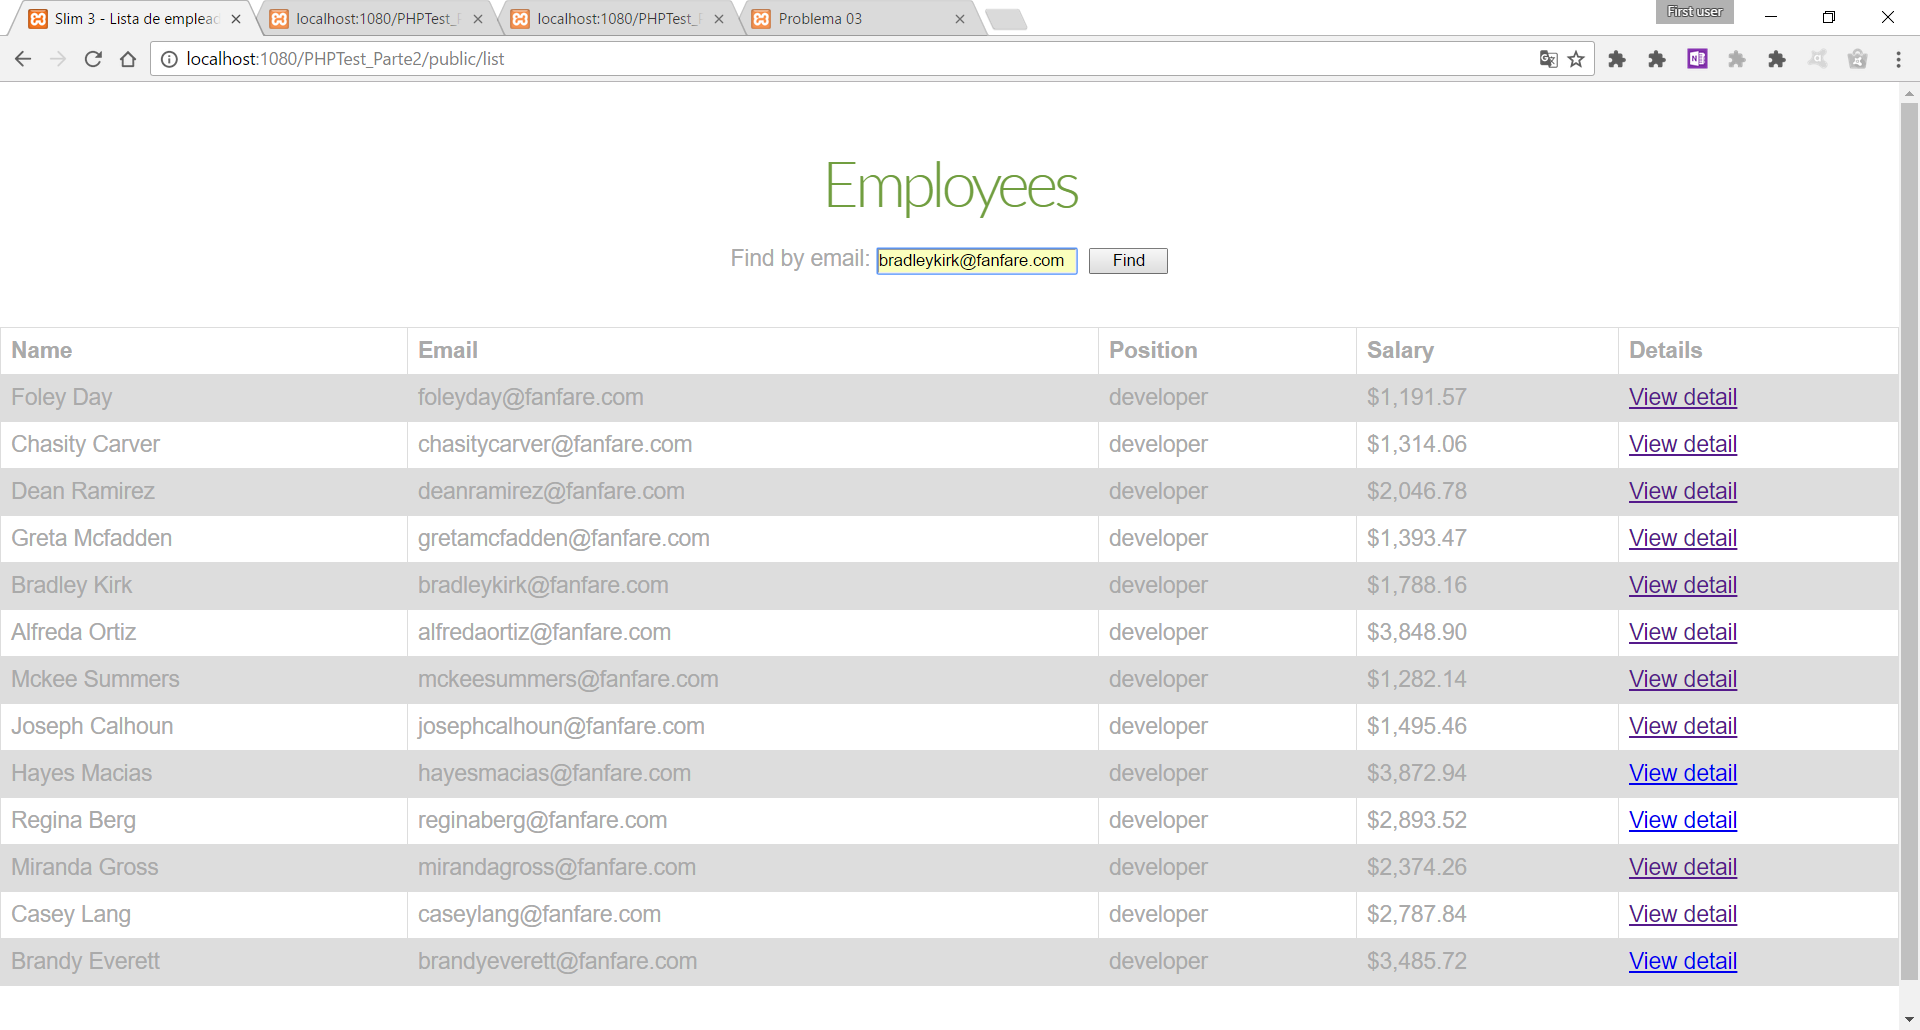 First user
Slim 3 - Lista de emplead
localhost:1080/PHPTest_
localhost:1080/PHPTest_
Problema 03
localhost:1080/PHPTest_Parte2/public/list
Employees
Find by email: bradleykirk@fanfare.com Find
Name Email Position Salary Details
Foley Day foleyday@fanfare.com developer $1,191.57 View detail
Chasity Carver chasitycarver@fanfare.com developer $1,314.06 View detail
Dean Ramirez deanramirez@fanfare.com developer $2,046.78 View detail
Greta Mcfadden gretamcfadden@fanfare.com developer $1,393.47 View detail
Bradley Kirk bradleykirk@fanfare.com developer $1,788.16 View detail
Alfreda Ortiz alfredaortiz@fanfare.com developer $3,848.90 View detail
Mckee Summers mckeesummers@fanfare.com developer $1,282.14 View detail
Joseph Calhoun josephcalhoun@fanfare.com developer $1,495.46 View detail
Hayes Macias hayesmacias@fanfare.com developer $3,872.94 View detail
Regina Berg reginaberg@fanfare.com developer $2,893.52 View detail
Miranda Gross mirandagross@fanfare.com developer $2,374.26 View detail
Casey Lang caseylang@fanfare.com developer $2,787.84 View detail
Brandy Everett brandyeverett@fanfare.com developer $3,485.72 View detail